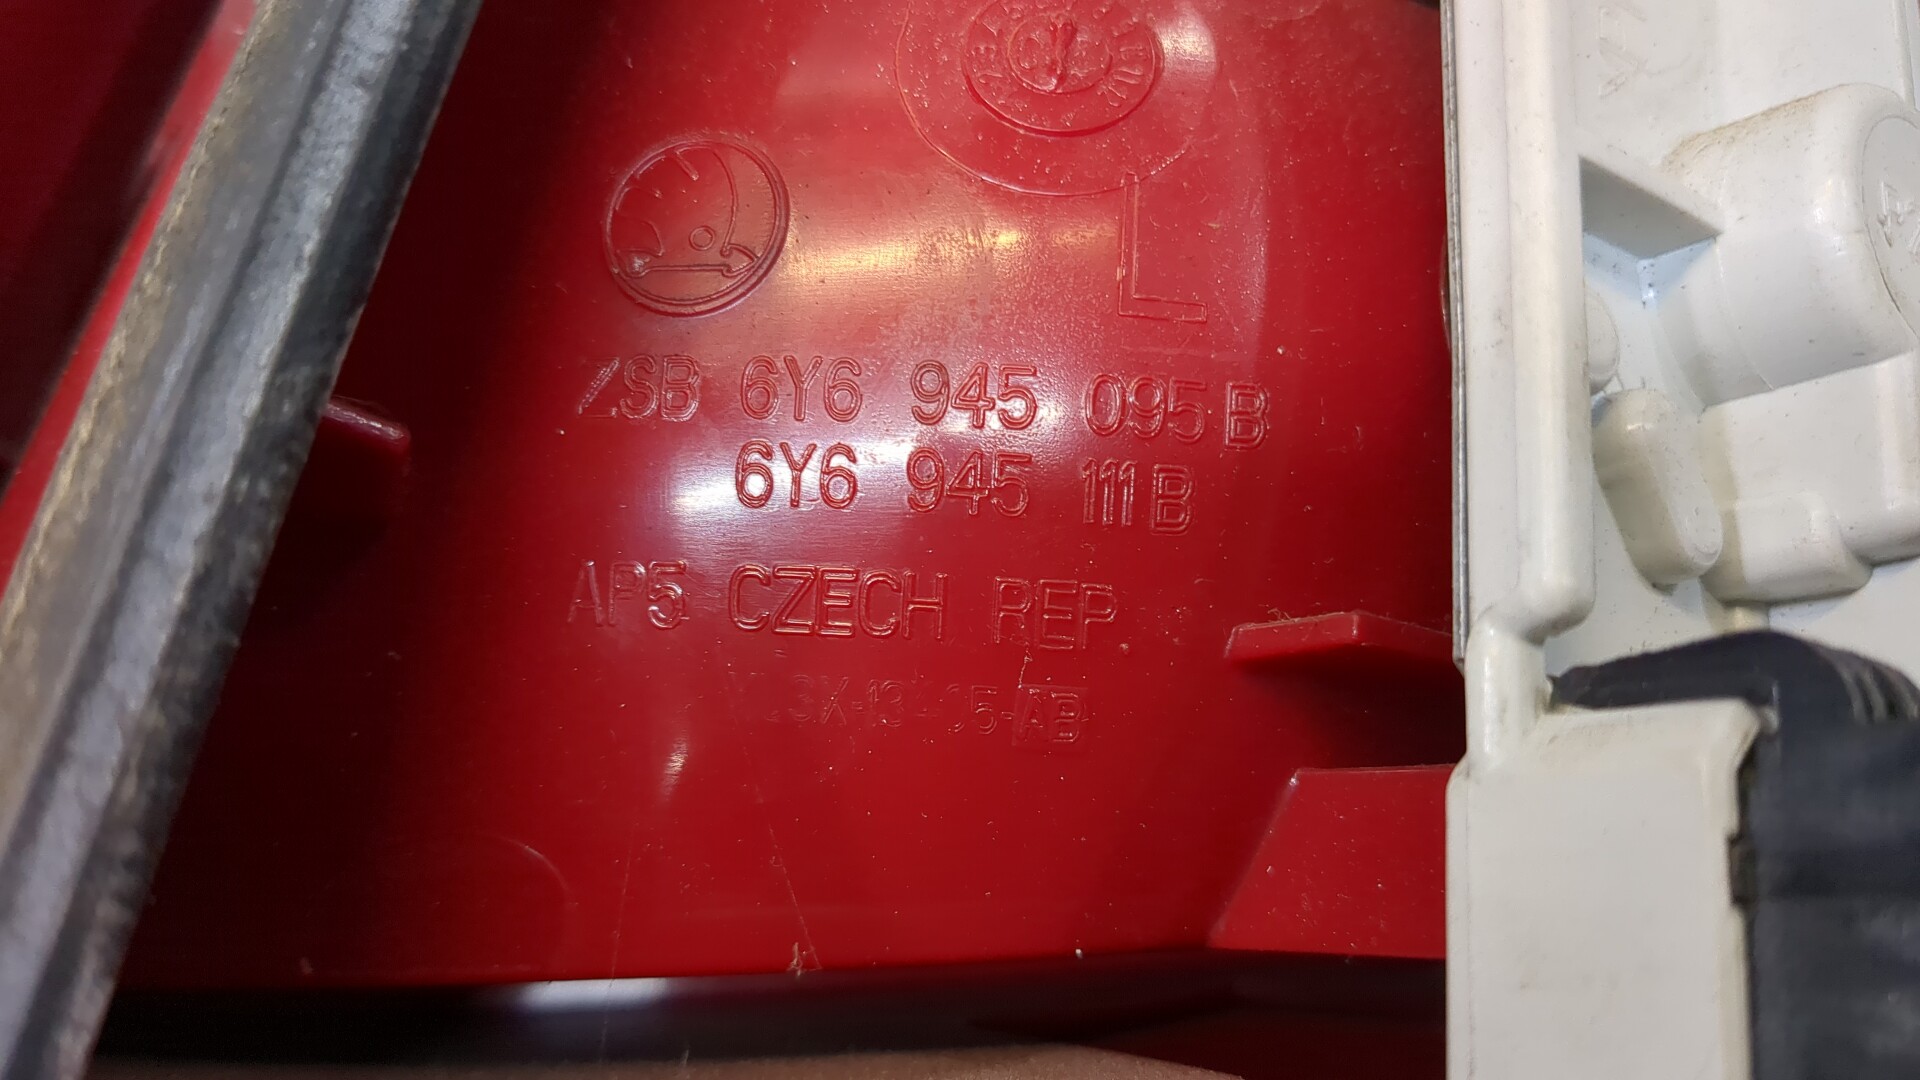 L
ZSB 6Y6 945 095 B
6Y6 945 111 B
AP5 CZECH REP.